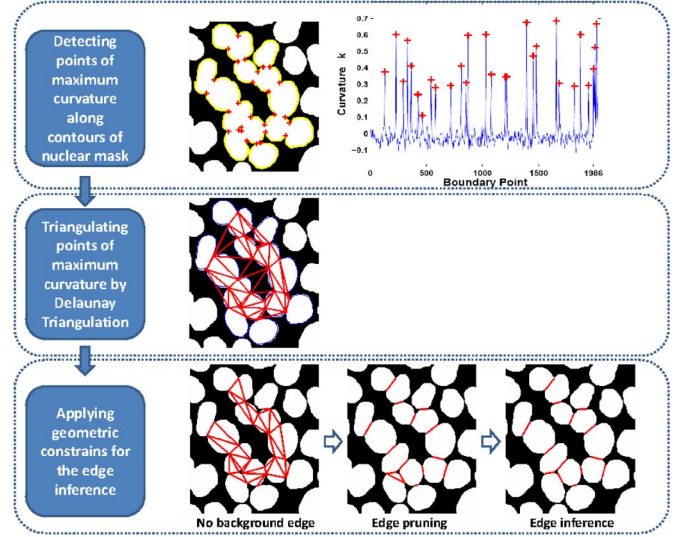 Detecting
points of
maximum
curvature
along
contours of
nuclear mask
Curvature k
0.7
0.6
0.5
0.4
0.3
0.2
0.1
0
−0.1
0
500
1000
1500
1986
Boundary Point
Triangulating
points of
maximum
curvature by
Delaunay
Triangulation
Applying
geometric
constrains for
the edge
inference
No background edge
Edge pruning
Edge inference